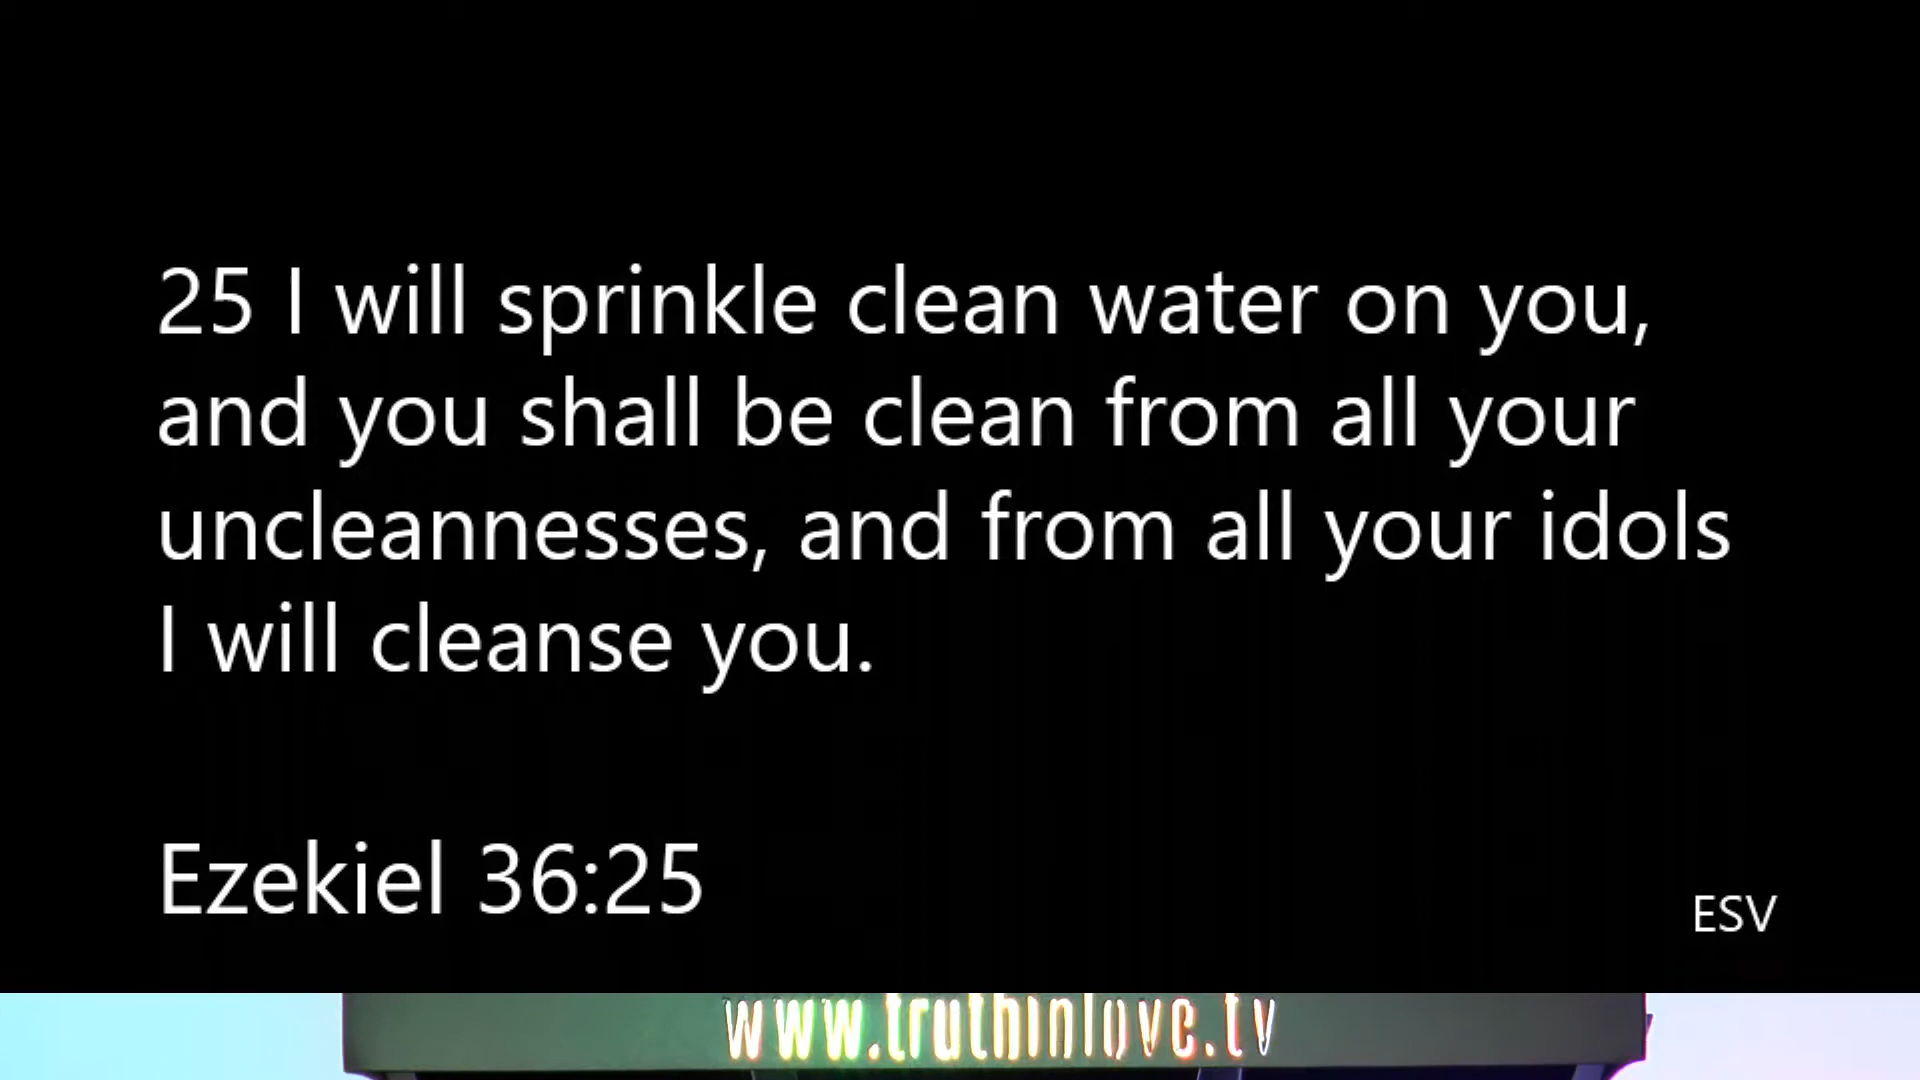 25 I will sprinkle clean water on you,
and you shall be clean from all your
uncleannesses, and from all your idols
I will cleanse you.
Ezekiel 36:25
ESV
www.truthinlove.tv